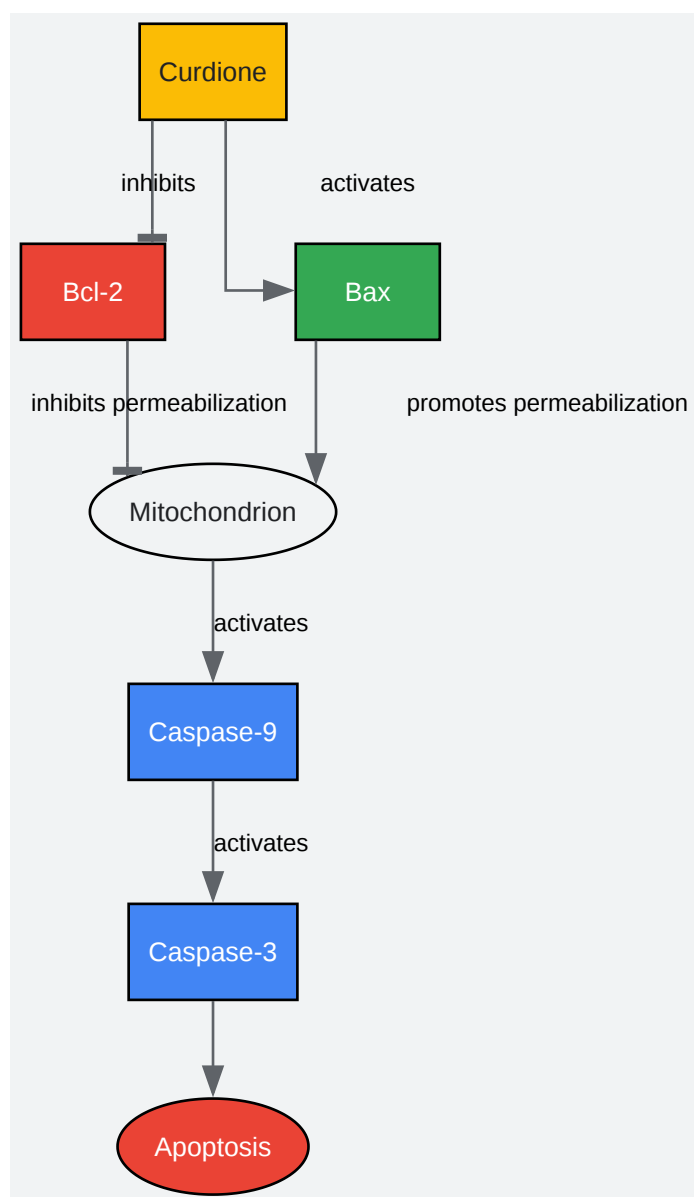 Curdione
inhibits
activates
Bcl-2
Bax
inhibits permeabilization
promotes permeabilization
Mitochondrion
activates
Caspase-9
activates
Caspase-3
Apoptosis